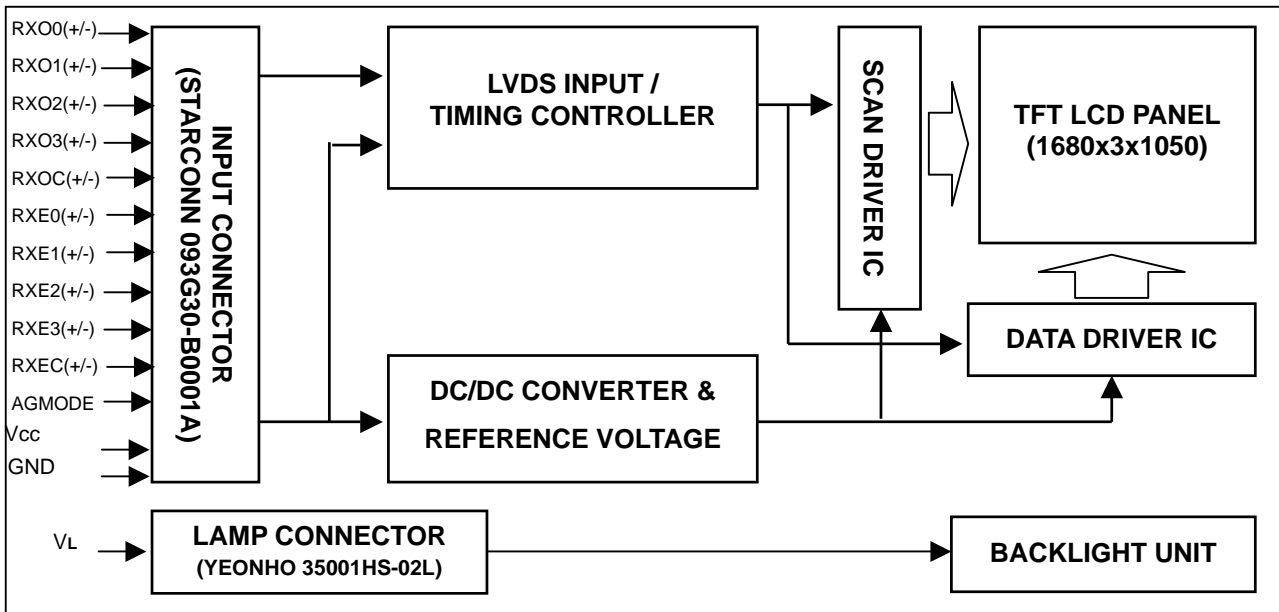 RXO0(+/-)
RXO1(+/-)
RXO2(+/-)
RXO3(+/-)
RXOC(+/-)
RXE0(+/-)
RXE1(+/-)
RXE2(+/-)
RXE3(+/-)
RXEC(+/-)
AGMODE
Vcc
GND
VL
INPUT CONNECTOR
(STARCONN 093G30-B0001A)
LVDS INPUT /
TIMING CONTROLLER
SCAN DRIVER IC
TFT LCD PANEL
(1680x3x1050)
DATA DRIVER IC
DC/DC CONVERTER &
REFERENCE VOLTAGE
LAMP CONNECTOR
(YEONHO 35001HS-02L)
BACKLIGHT UNIT